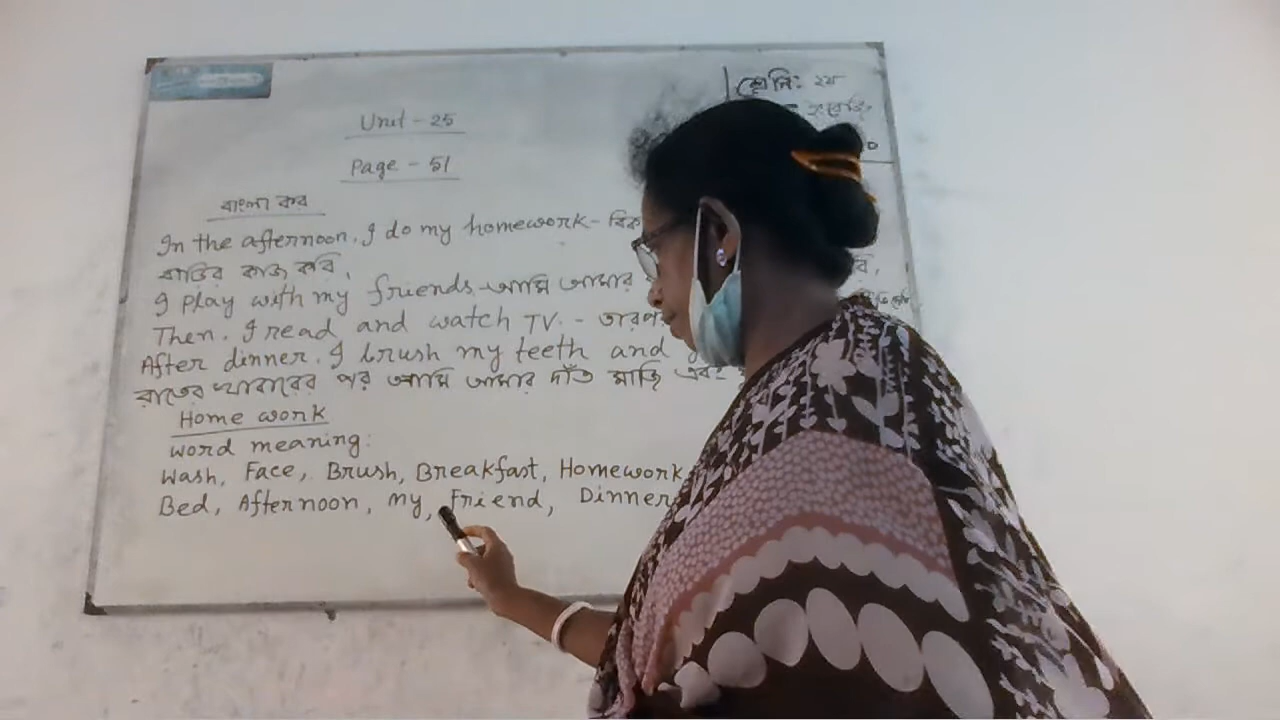 শ্রেণি: ২য়
Unit - 25
Page - 51
বাংলা কর
In the afternoon, I do my homework -
বাড়ির কাজ করি,
I play with my friends - আমি আমার
Then, I read and watch TV. - তারপর
After dinner, I brush my teeth and
রাতের খাবারের পর আমি আমার দাঁত মাজি এবং
Home work
word meaning:
Wash, Face, Brush, Breakfast, Homework
Bed, Afternoon, my, Friend, Dinner